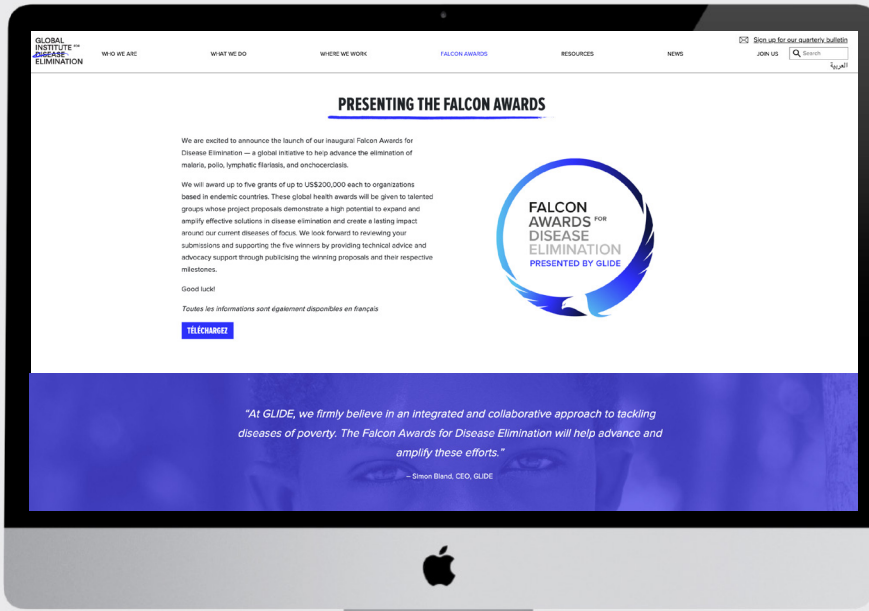 GLOBAL
INSTITUTE FOR
DISEASE
ELIMINATION
WHO WE ARE
WHAT WE DO
WHERE WE WORK
FALCON AWARDS
RESOURCES
NEWS
Sign up for our quarterly bulletin
JOIN US
Search
العربية
PRESENTING THE FALCON AWARDS
We are excited to announce the launch of our inaugural Falcon Awards for
Disease Elimination — a global initiative to help advance the elimination of
malaria, polio, lymphatic filariasis, and onchocerciasis.
We will award up to five grants of up to US$200,000 each to organizations
based in endemic countries. These global health awards will be given to talented
groups whose project proposals demonstrate a high potential to expand and
amplify effective solutions in disease elimination and create a lasting impact
around our current diseases of focus. We look forward to reviewing your
submissions and supporting the five winners by providing technical advice and
advocacy support through publicising the winning proposals and their respective
milestones.
Good luck!
Toutes les informations sont également disponibles en français
TÉLÉCHARGEZ
FALCON
AWARDS FOR
DISEASE
ELIMINATION
PRESENTED BY GLIDE
"At GLIDE, we firmly believe in an integrated and collaborative approach to tackling
diseases of poverty. The Falcon Awards for Disease Elimination will help advance and
amplify these efforts."
– Simon Bland, CEO, GLIDE